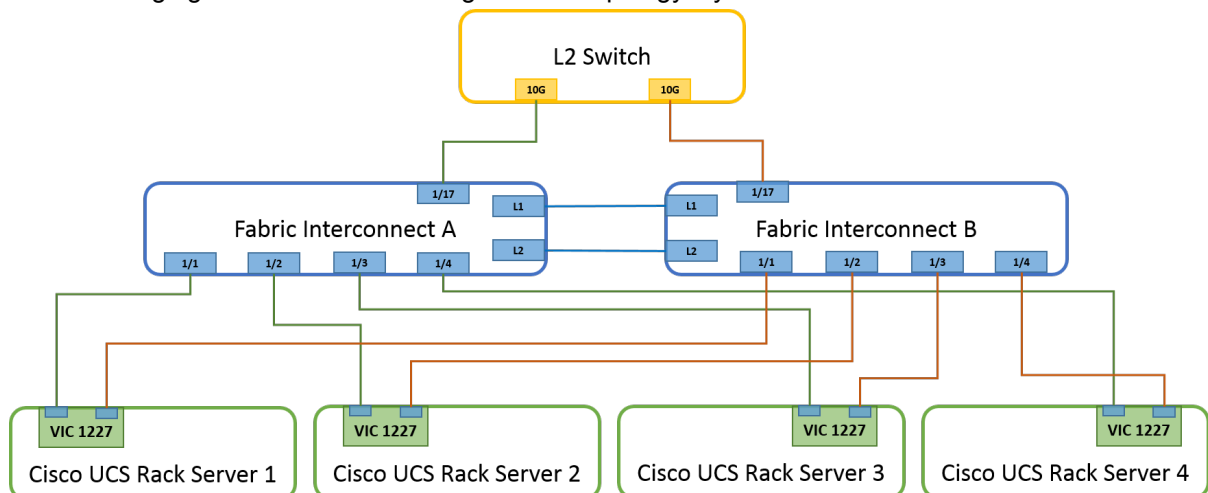 L2 Switch
10G 10G
1/17 1/17
L1 L1
Fabric Interconnect A Fabric Interconnect B
L2 L2
1/1 1/2 1/3 1/4 1/1 1/2 1/3 1/4
VIC 1227 VIC 1227 VIC 1227 VIC 1227
Cisco UCS Rack Server 1 Cisco UCS Rack Server 2 Cisco UCS Rack Server 3 Cisco UCS Rack Server 4